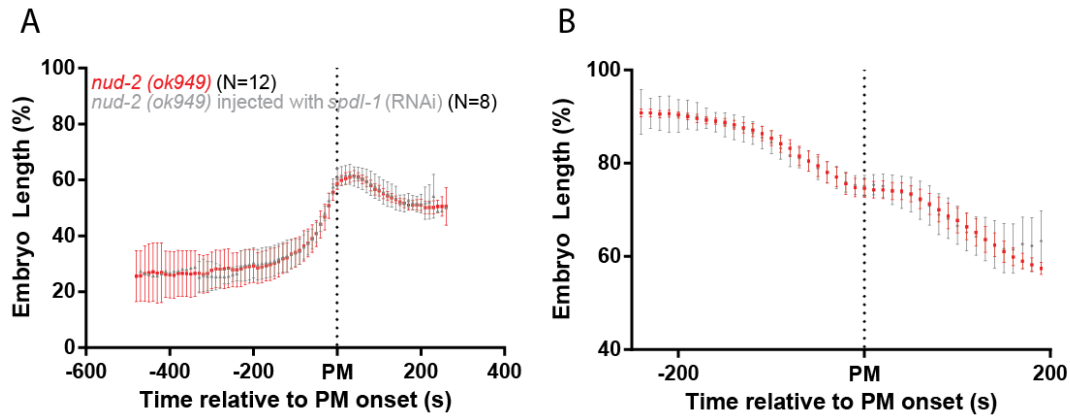 A
nud-2 (ok949) (N=12)
nud-2 (ok949) injected with spdl-1 (RNAi) (N=8)
Embryo Length (%)
100
80
60
40
20
0
-600
-400
-200
PM
200
400
Time relative to PM onset (s)
B
Embryo Length (%)
100
80
60
40
-200
PM
200
Time relative to PM onset (s)